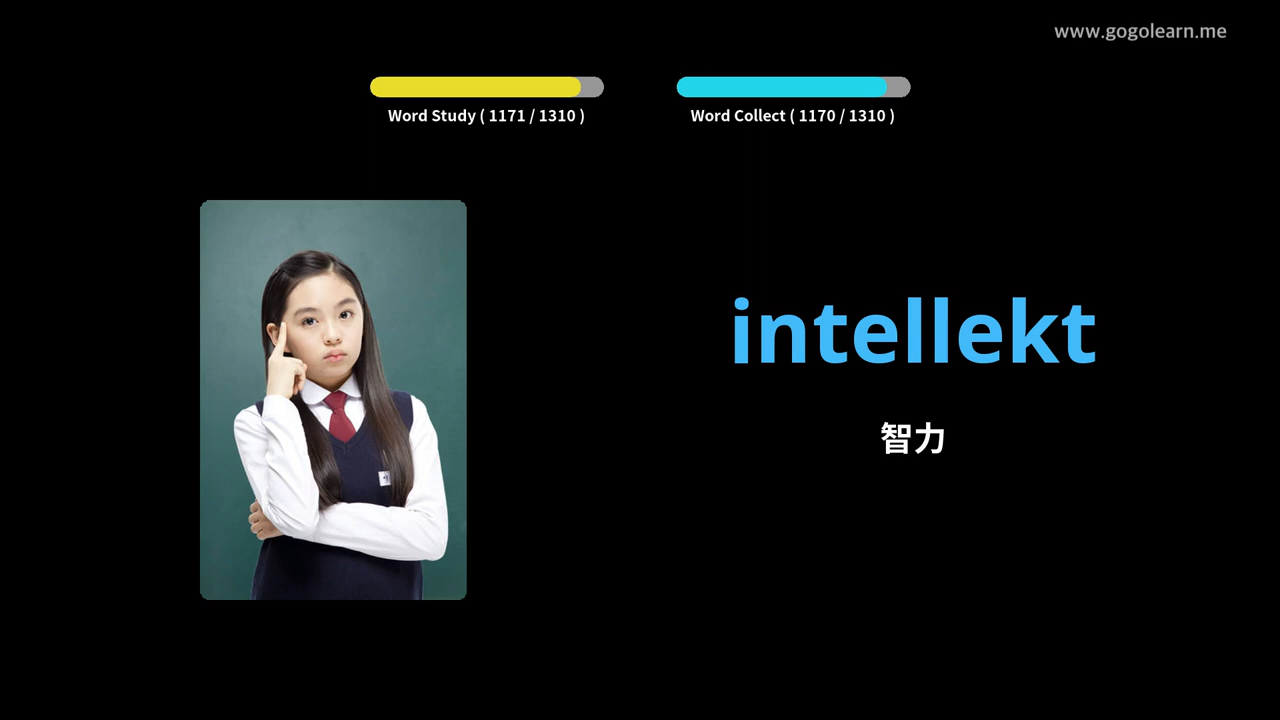 www.gogolearn.me
Word Study ( 1171 / 1310 )
Word Collect ( 1170 / 1310 )
intellekt
智力